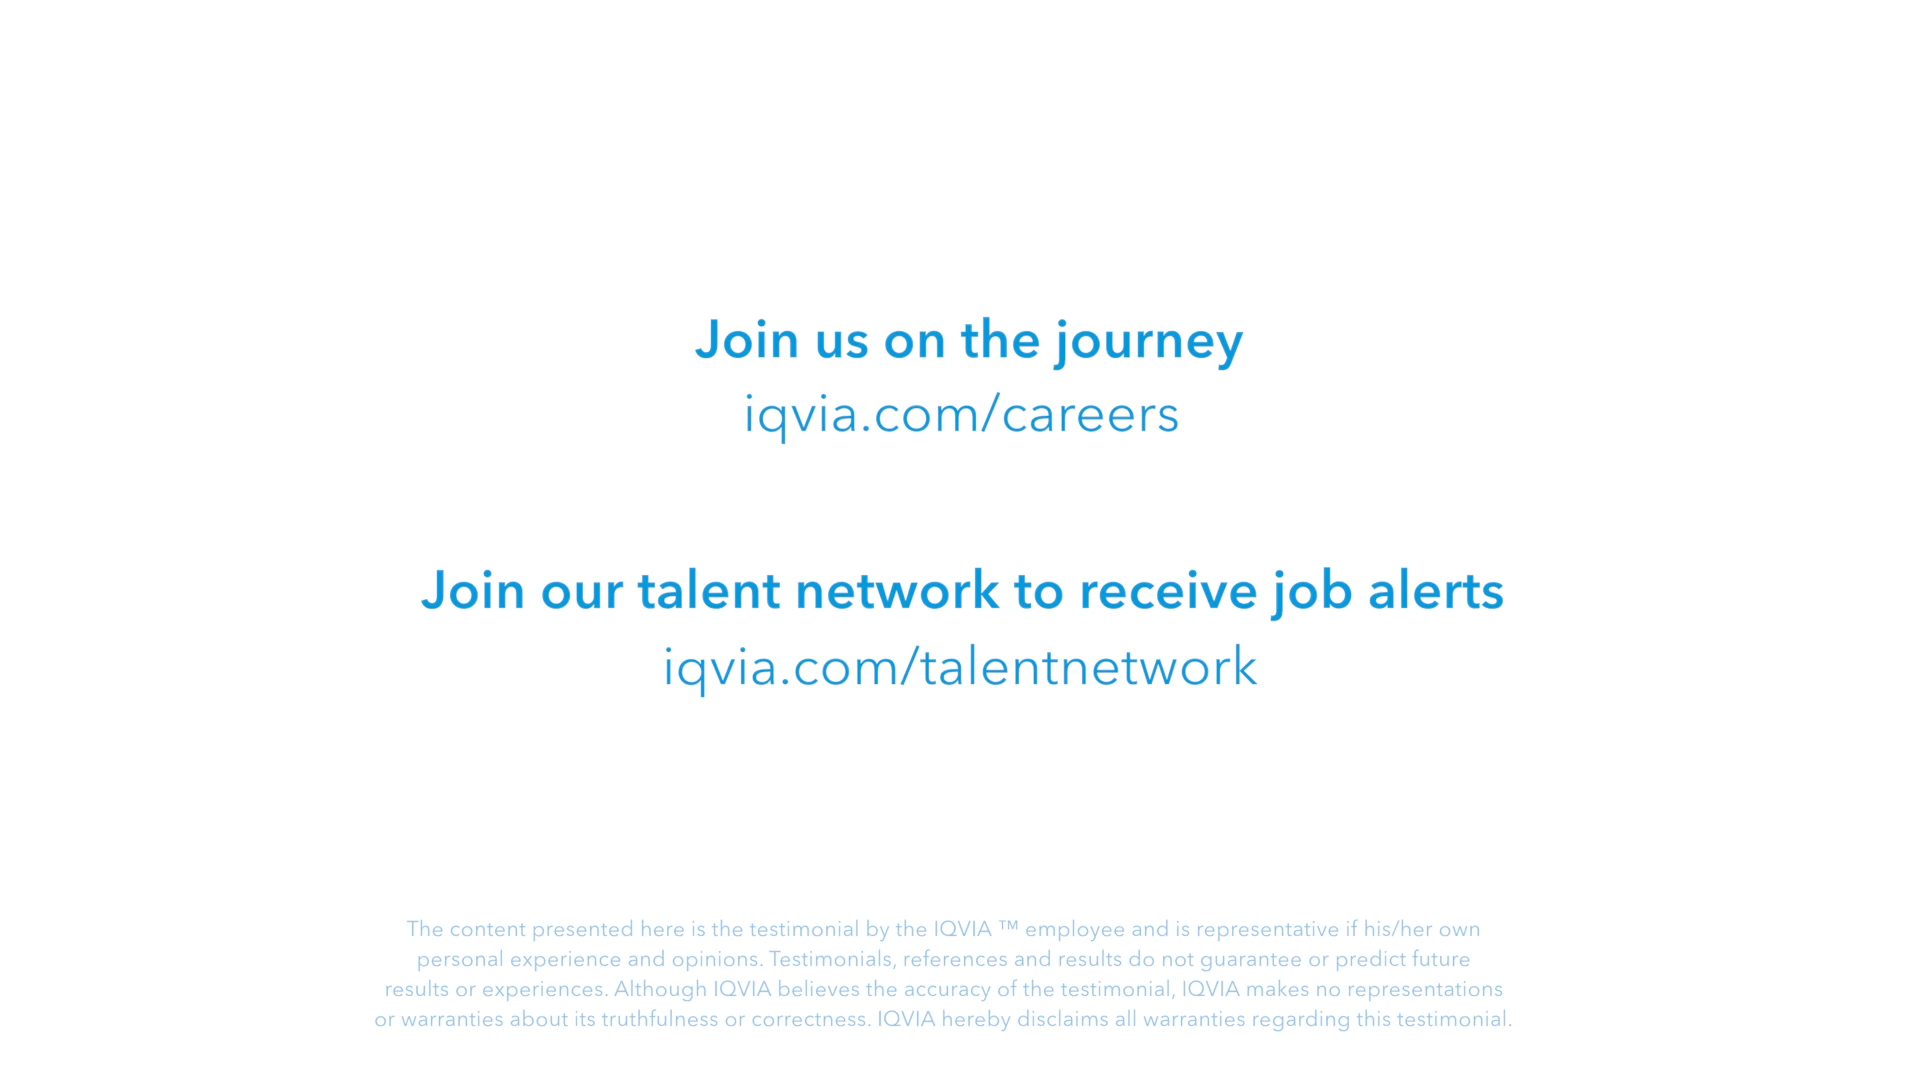 Join us on the journey
iqvia.com/careers
Join our talent network to receive job alerts
iqvia.com/talentnetwork
The content presented here is the testimonial by the IQVIA ™ employee and is representative if his/her own
personal experience and opinions. Testimonials, references and results do not guarantee or predict future
results or experiences. Although IQVIA believes the accuracy of the testimonial, IQVIA makes no representations
or warranties about its truthfulness or correctness. IQVIA hereby disclaims all warranties regarding this testimonial.